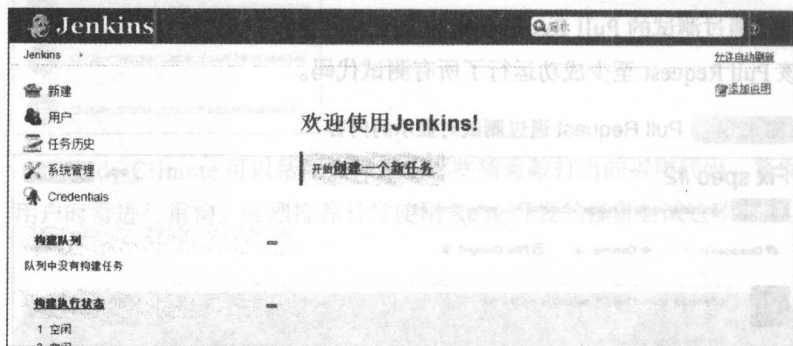 Jenkins
查找
Jenkins
允许自动刷新
新建
添加说明
用户
任务历史
系统管理
Credentials
欢迎使用Jenkins!
开始创建一个新任务
构建队列
队列中没有构建任务
构建执行状态
1 空闲
2 空闲